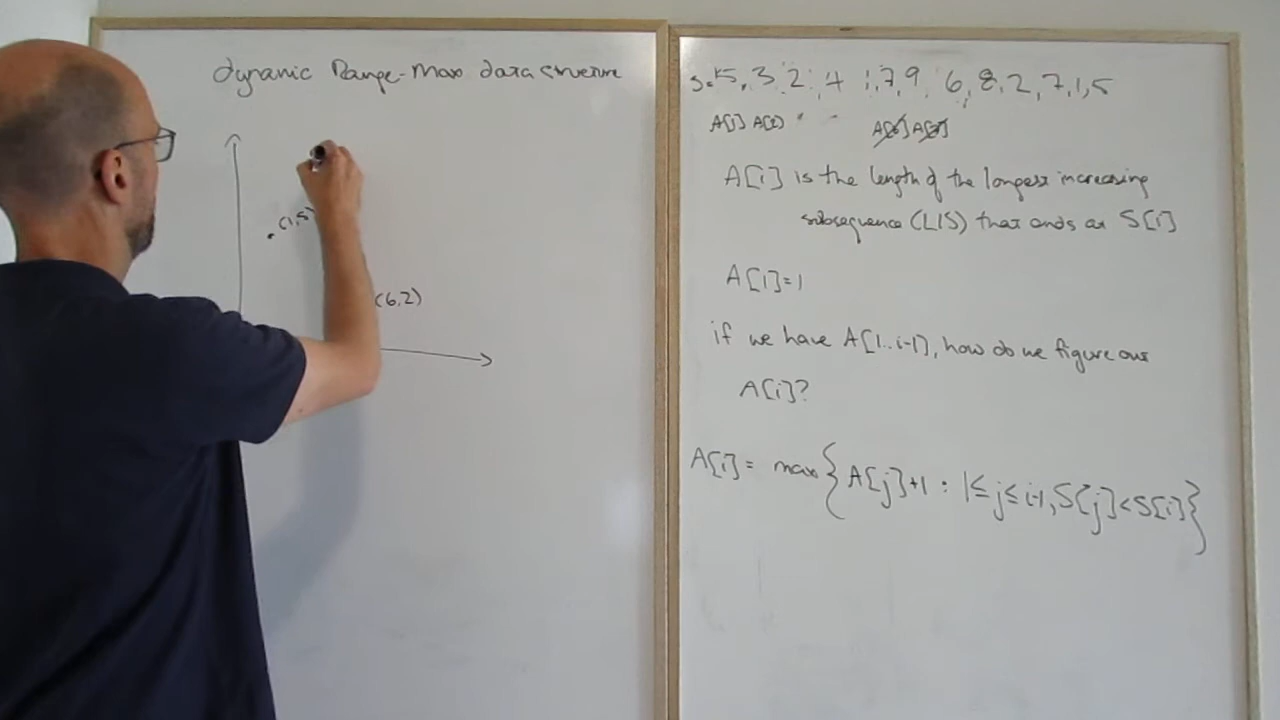 dynamic Range-Max data structure
(1,5)
(6,2)
S=15, 3, 2, 4, 1, 7, 9, 6, 8, 2, 7, 1, 5
A[1] A[2]
A[i] is the length of the longest increasing
subsequence (LIS) that ends at S[i]
A[1]=1
if we have A[1..i-1], how do we figure out
A[i]?
A[i] = max{A[j]+1 : 1≤j≤i-1, S[j]<S[i]}